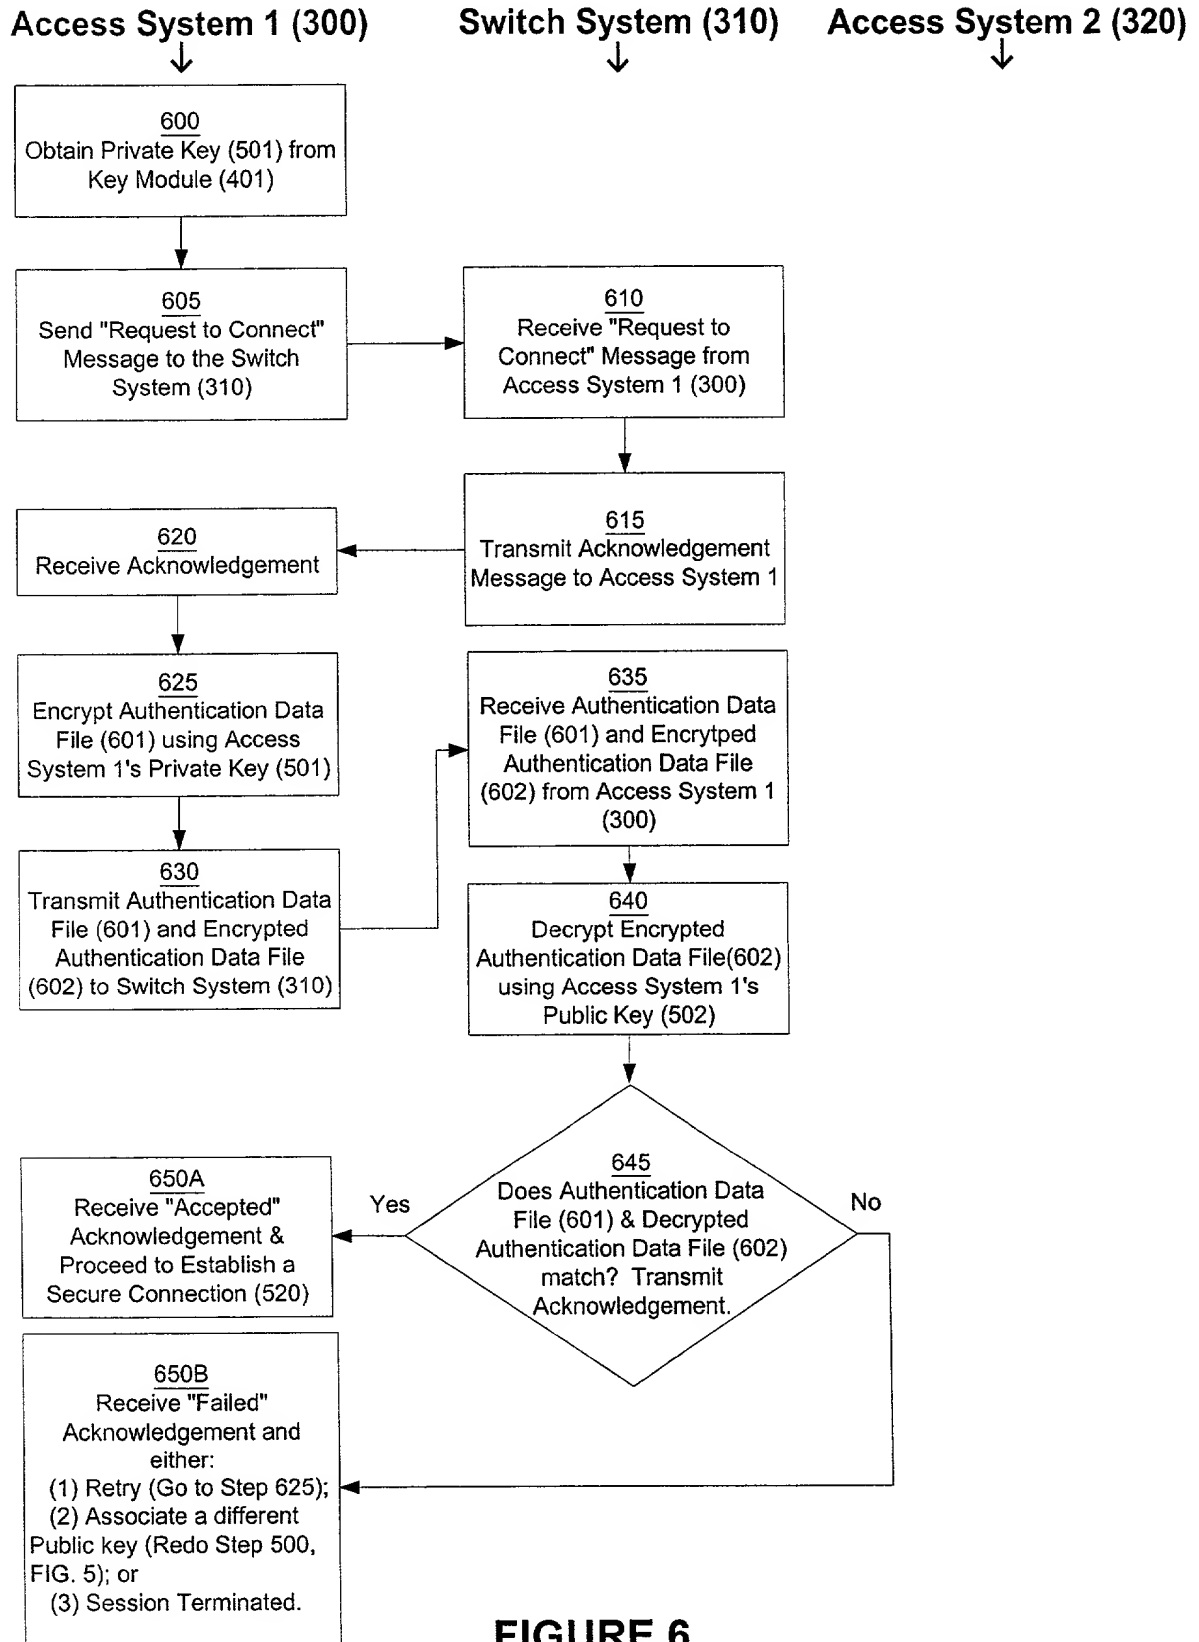 Access System 1 (300)
Switch System (310)
Access System 2 (320)
600
Obtain Private Key (501) from
Key Module (401)
605
Send "Request to Connect"
Message to the Switch
System (310)
610
Receive "Request to
Connect" Message from
Access System 1 (300)
615
Transmit Acknowledgement
Message to Access System 1
620
Receive Acknowledgement
625
Encrypt Authentication Data
File (601) using Access
System 1's Private Key (501)
630
Transmit Authentication Data
File (601) and Encrypted
Authentication Data File
(602) to Switch System (310)
635
Receive Authentication Data
File (601) and Encrytped
Authentication Data File
(602) from Access System 1
(300)
640
Decrypt Encrypted
Authentication Data File(602)
using Access System 1's
Public Key (502)
645
Does Authentication Data
File (601) & Decrypted
Authentication Data File (602)
match? Transmit
Acknowledgement.
Yes
No
650A
Receive "Accepted"
Acknowledgement &
Proceed to Establish a
Secure Connection (520)
650B
Receive "Failed"
Acknowledgement and
either:
(1) Retry (Go to Step 625);
(2) Associate a different
Public key (Redo Step 500,
FIG. 5); or
(3) Session Terminated.
FIGURE 6